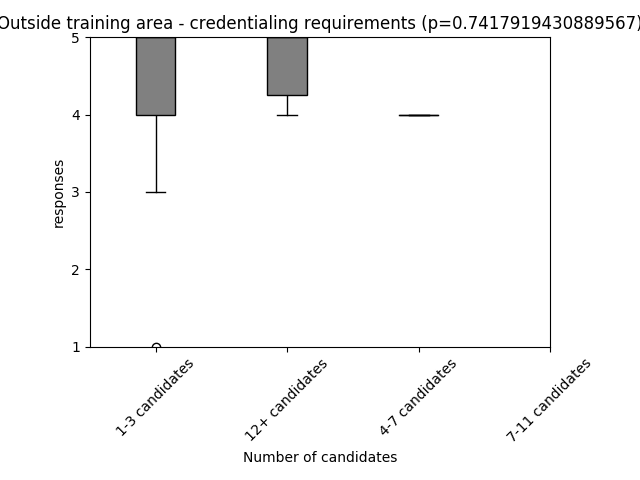 Outside training area - credentialing requirements (p=0.7417919430889567)
5
4
3
2
1
responses
1-3 candidates
12+ candidates
4-7 candidates
7-11 candidates
Number of candidates